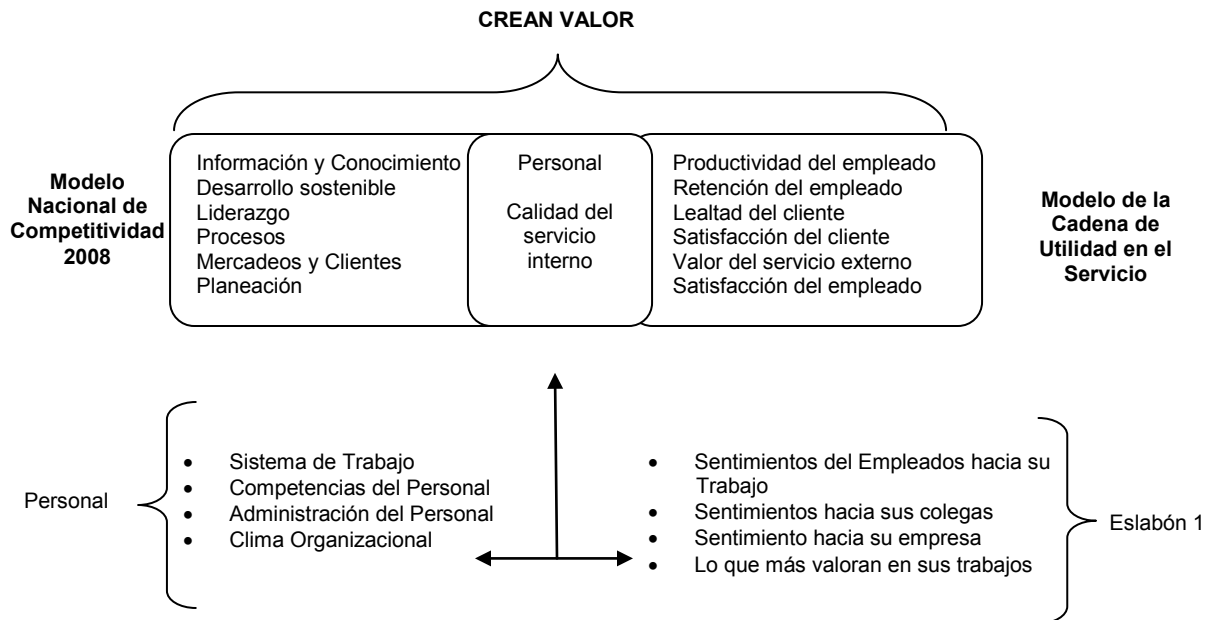 CREAN VALOR
Modelo
Nacional de
Competitividad
2008
Información y Conocimiento
Desarrollo sostenible
Liderazgo
Procesos
Mercadeos y Clientes
Planeación
Personal
Calidad del
servicio
interno
Productividad del empleado
Retención del empleado
Lealtad del cliente
Satisfacción del cliente
Valor del servicio externo
Satisfacción del empleado
Modelo de la
Cadena de
Utilidad en el
Servicio
Personal
• Sistema de Trabajo
• Competencias del Personal
• Administración del Personal
• Clima Organizacional
• Sentimientos del Empleados hacia su
Trabajo
• Sentimientos hacia sus colegas
• Sentimiento hacia su empresa
• Lo que más valoran en sus trabajos
Eslabón 1